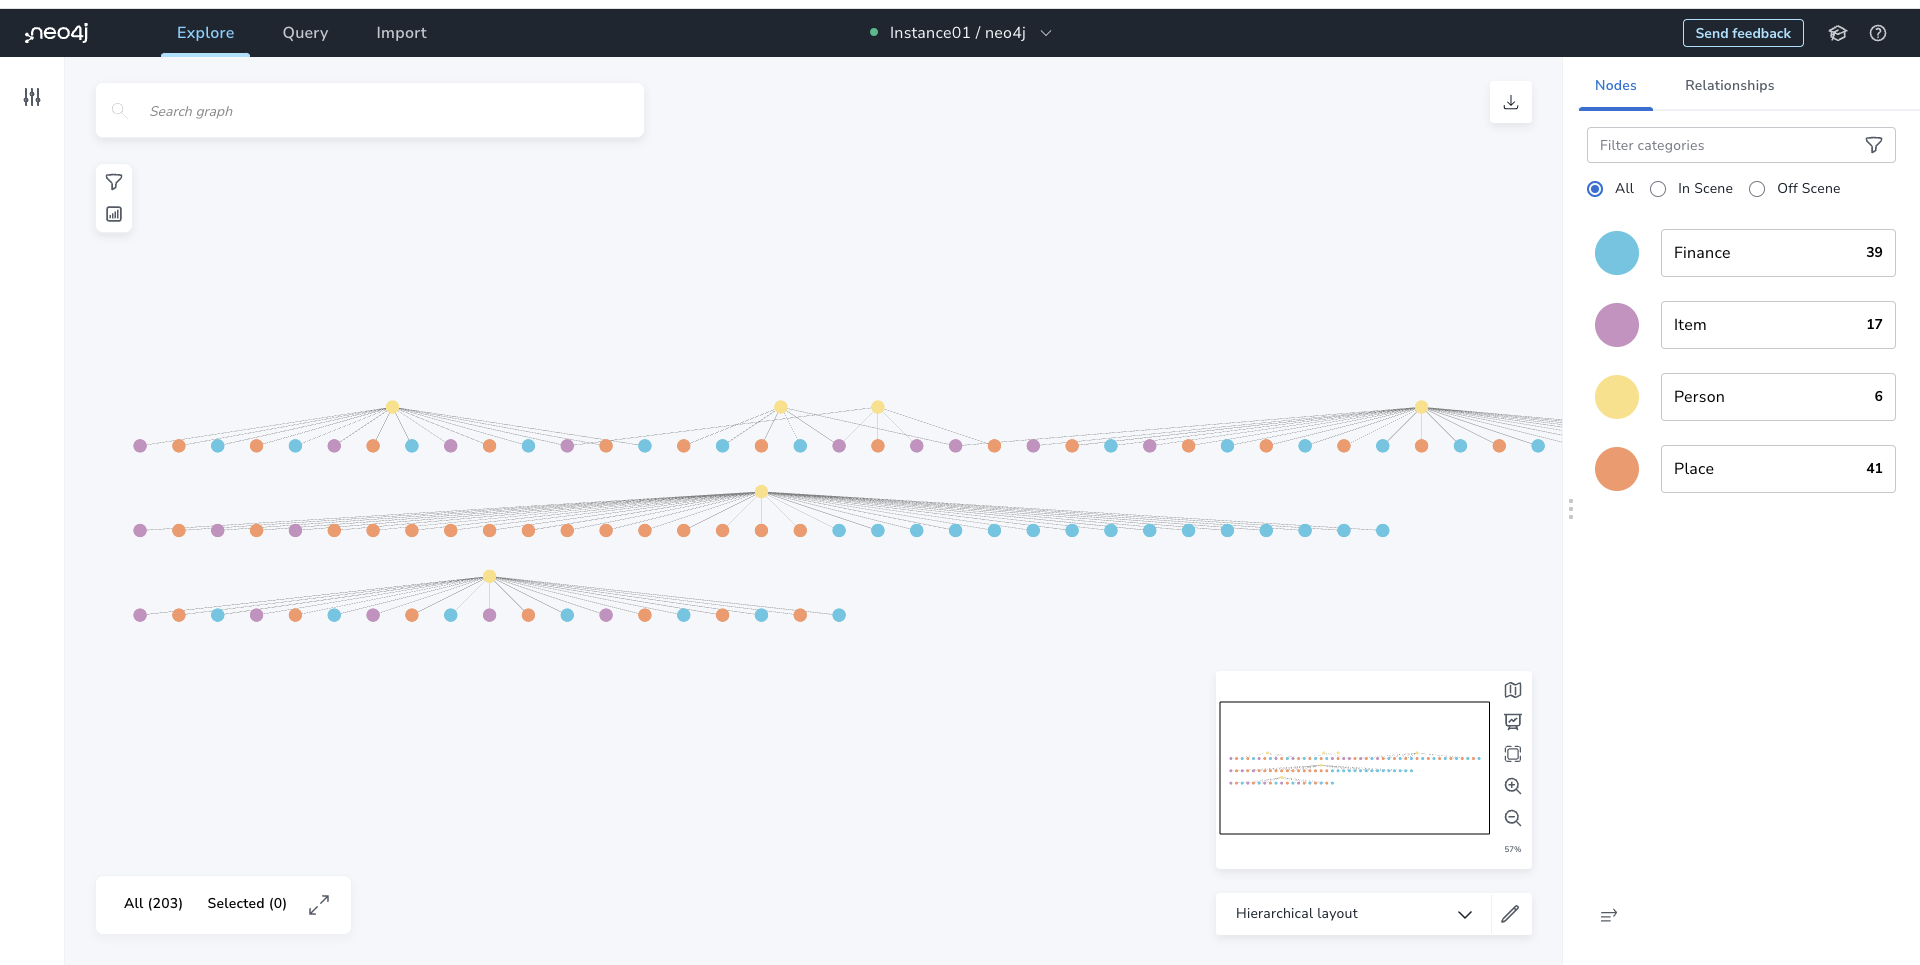 neo4j
Explore
Query
Import
Instance01 / neo4j
Send feedback
Search graph
Nodes
Relationships
Filter categories
All
In Scene
Off Scene
Finance 39
Item 17
Person 6
Place 41
57%
All (203)
Selected (0)
Hierarchical layout